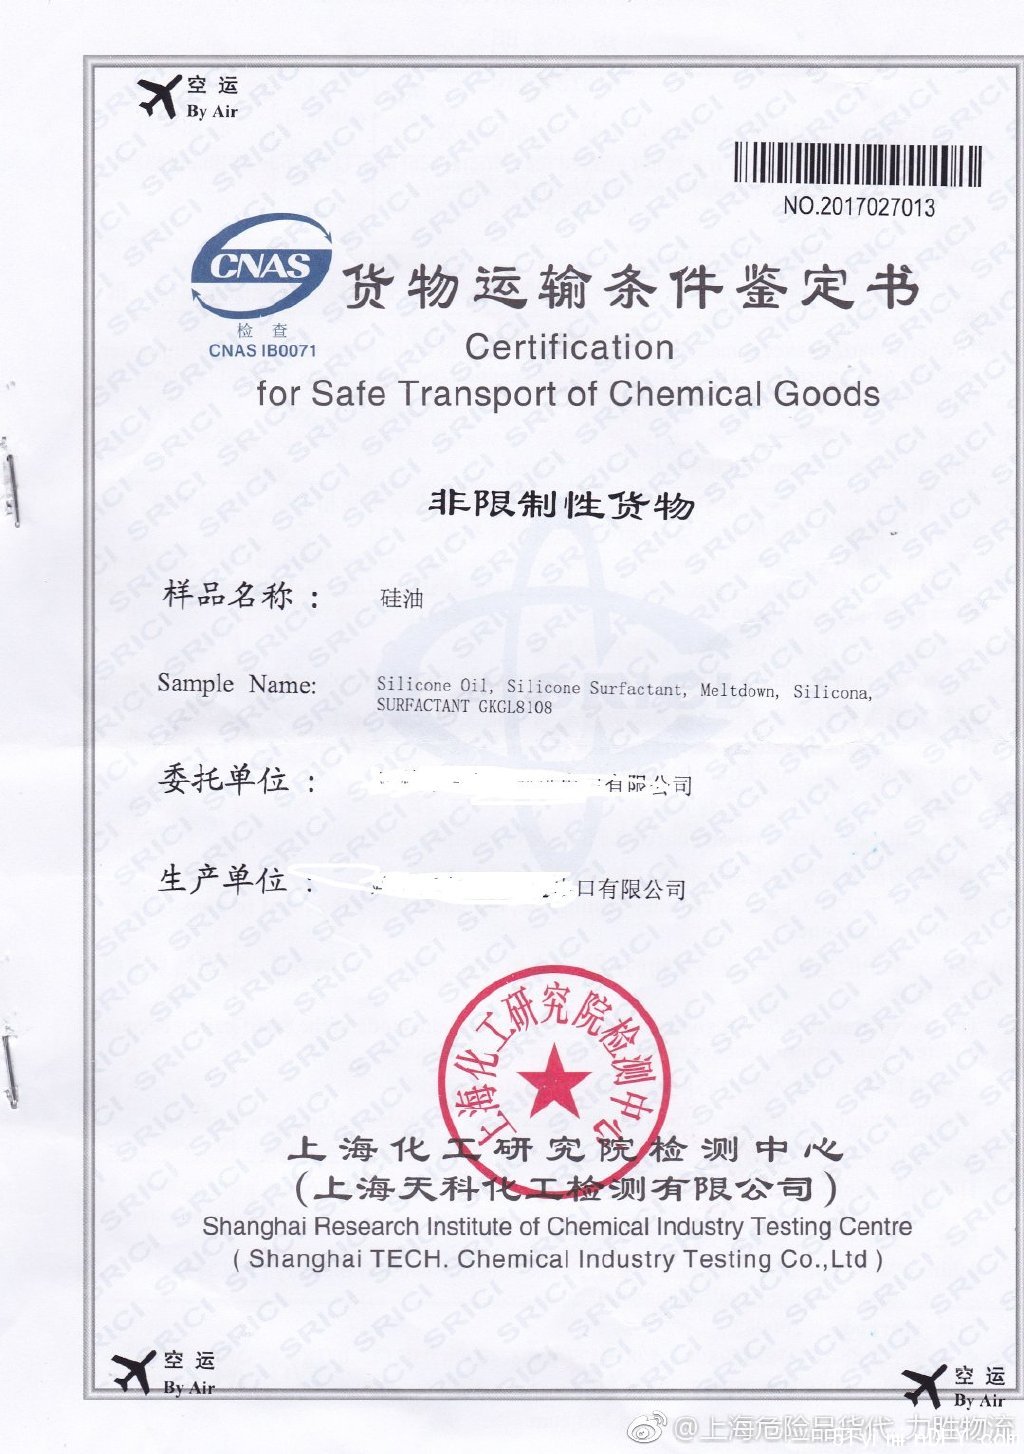 空 运
By Air
NO.2017027013
CNAS
检 查
CNAS IB0071
货物运输条件鉴定书
Certification
for Safe Transport of Chemical Goods
非限制性货物
样品名称： 硅油
Sample Name: Silicone Oil, Silicone Surfactant, Meltdown, Silicona,
SURFACTANT GKGL8108
委托单位： 有限公司
生产单位： 口有限公司
上海化工研究院检测中心
上海化工研究院检测中心
（上海天科化工检测有限公司）
Shanghai Research Institute of Chemical Industry Testing Centre
( Shanghai TECH. Chemical Industry Testing Co.,Ltd )
空 运
By Air
空 运
By Air
@上海危险品货代_力胜物流